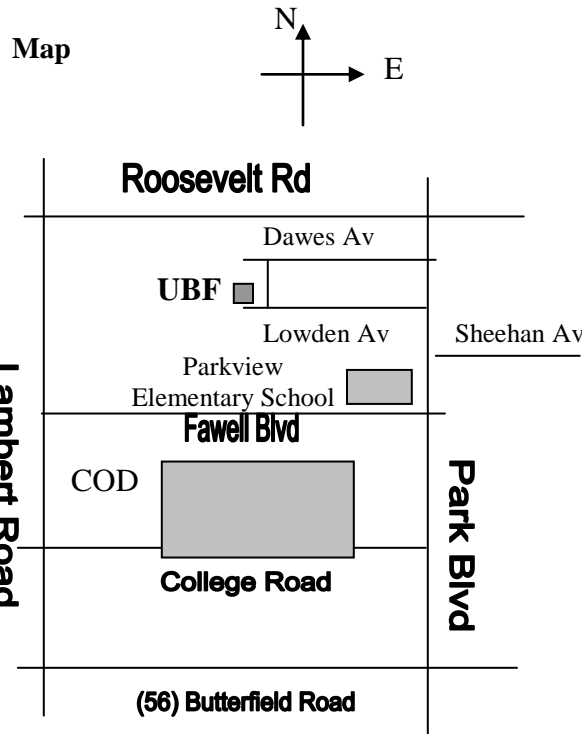 N
Map
E
Roosevelt Rd
Dawes Av
UBF
Lowden Av
Sheehan Av
Parkview
Elementary School
Fawell Blvd
Lambert Road
COD
Park Blvd
College Road
(56) Butterfield Road